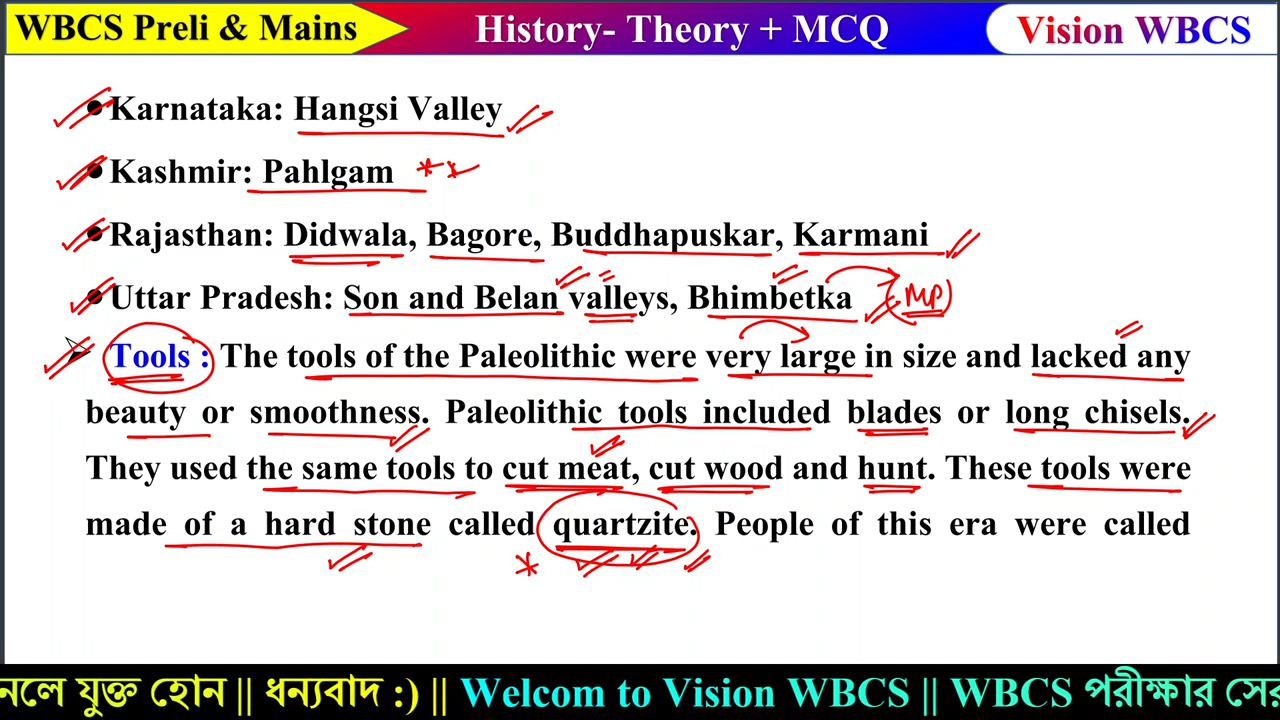 WBCS Preli & Mains
History- Theory + MCQ
Vision WBCS
Karnataka: Hangsi Valley
Kashmir: Pahlgam
Rajasthan: Didwala, Bagore, Buddhapuskar, Karmani
Uttar Pradesh: Son and Belan valleys, Bhimbetka (MP)
Tools : The tools of the Paleolithic were very large in size and lacked any
beauty or smoothness. Paleolithic tools included blades or long chisels.
They used the same tools to cut meat, cut wood and hunt. These tools were
made of a hard stone called quartzite. People of this era were called
নলে যুক্ত হোন || ধন্যবাদ :) || Welcom to Vision WBCS || WBCS পরীক্ষার সের